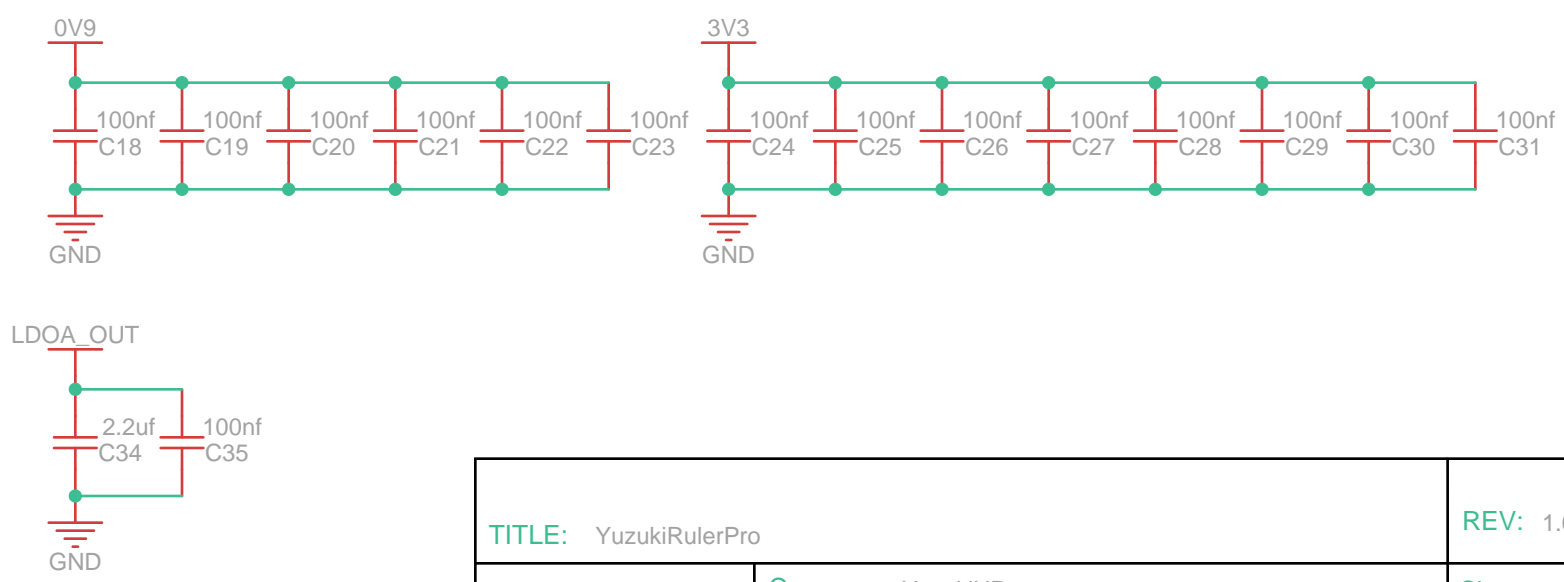 0V9
3V3
100nf 100nf 100nf 100nf 100nf 100nf
C18 C19 C20 C21 C22 C23
100nf 100nf 100nf 100nf 100nf 100nf 100nf 100nf
C24 C25 C26 C27 C28 C29 C30 C31
GND
GND
LDOA_OUT
2.2uf 100nf
C34 C35
GND
TITLE: YuzukiRulerPro
REV: